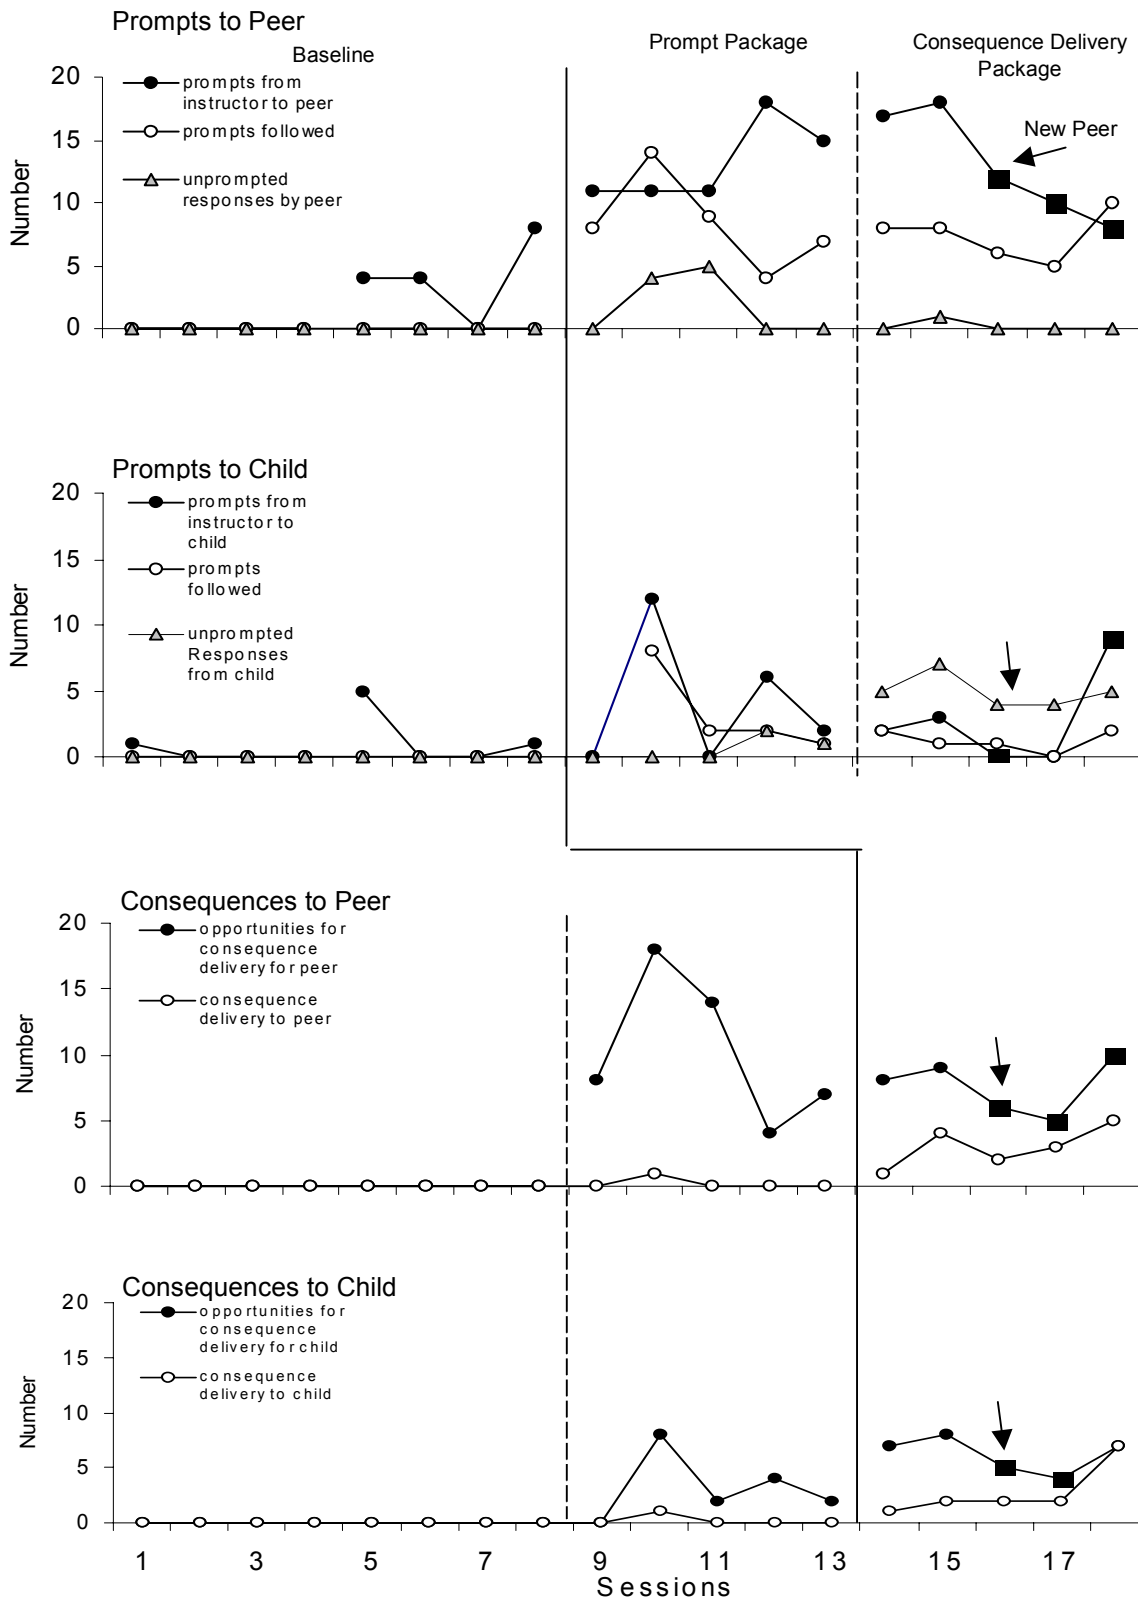 Prompts to Peer
Baseline
Prompt Package
Consequence Delivery
Package
20
15
10
5
0
Number
prompts from
instructor to peer
prompts followed
unprompted
responses by peer
New Peer
Prompts to Child
20
15
10
5
0
Number
prompts from
instructor to
child
prompts
followed
unprompted
Responses
from child
Consequences to Peer
20
15
10
5
0
Number
opportunities for
consequence
delivery for peer
consequence
delivery to peer
Consequences to Child
20
15
10
5
0
Number
opportunities for
consequence
delivery for child
consequence
delivery to child
1 3 5 7 9 11 13 15 17
Sessions